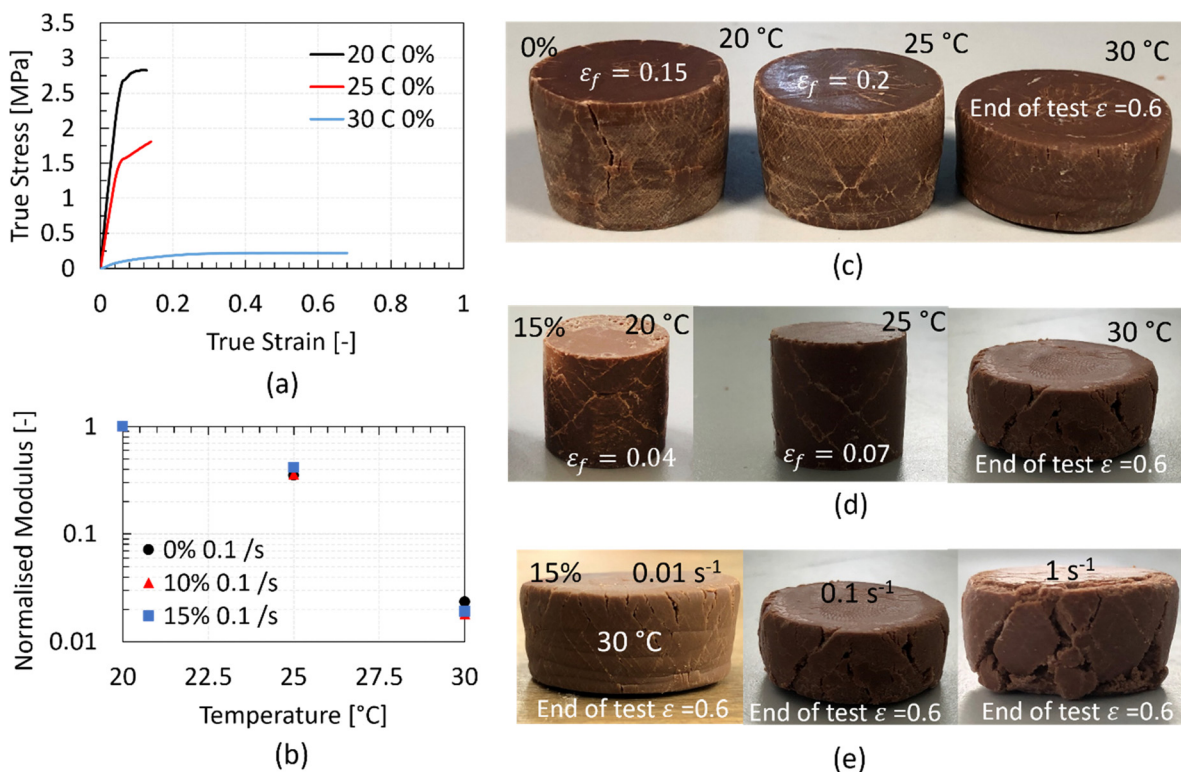 3.5
3
2.5
2
1.5
1
0.5
0
True Stress [MPa]
20 C 0%
25 C 0%
30 C 0%
0 0.2 0.4 0.6 0.8 1
True Strain [-]
(a)
1
0.1
0.01
Normalised Modulus [-]
0% 0.1 /s
10% 0.1 /s
15% 0.1 /s
20 22.5 25 27.5 30
Temperature [°C]
(b)
0% 20 °C 25 °C 30 °C
εf = 0.15
εf = 0.2
End of test ε =0.6
(c)
15% 20 °C 25 °C 30 °C
εf = 0.04
εf = 0.07
End of test ε =0.6
(d)
15% 0.01 s⁻¹ 0.1 s⁻¹ 1 s⁻¹
30 °C
End of test ε =0.6 End of test ε =0.6 End of test ε =0.6
(e)